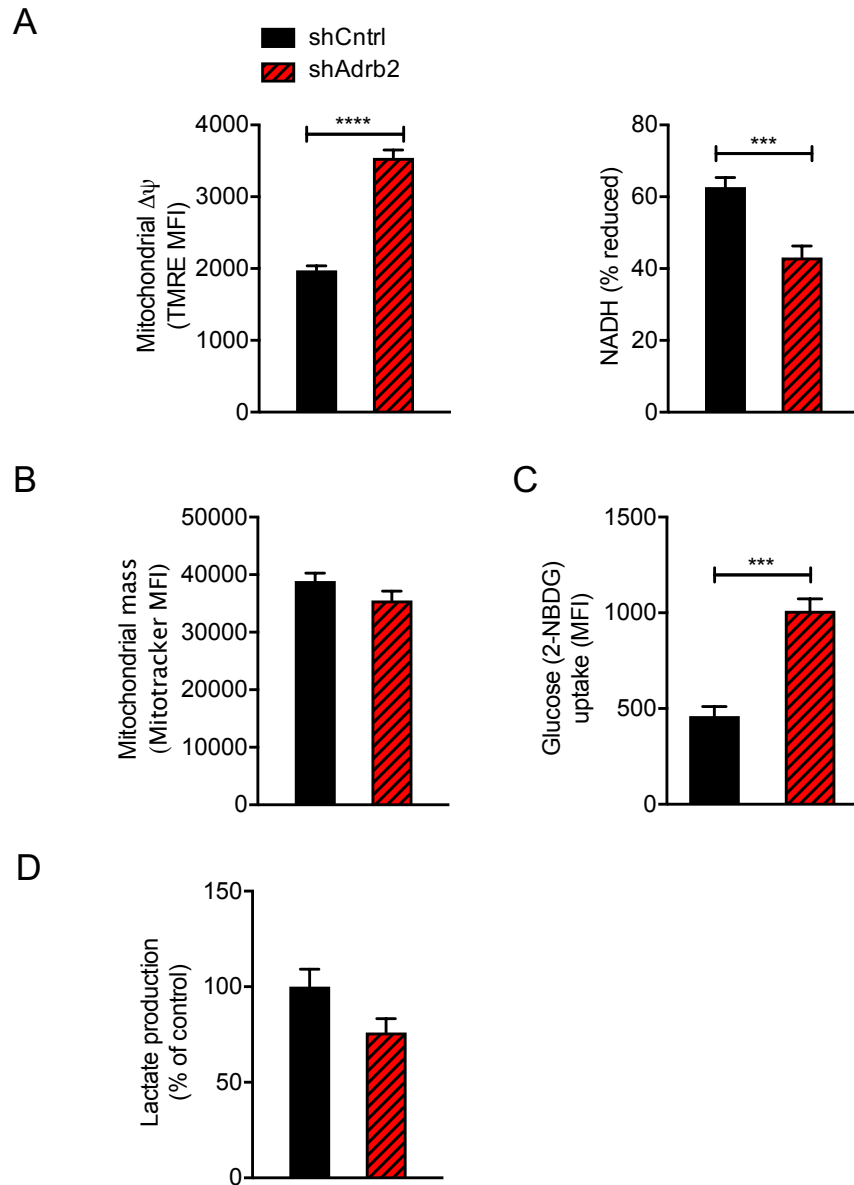 A
shCntrl
shAdrb2
Mitochondrial Δψ
(TMRE MFI)
4000
3000
2000
1000
0
****
NADH (% reduced)
80
60
40
20
0
***
B
Mitochondrial mass
(Mitotracker MFI)
50000
40000
30000
20000
10000
0
C
Glucose (2-NBDG)
uptake (MFI)
1500
1000
500
0
***
D
Lactate production
(% of control)
150
100
50
0